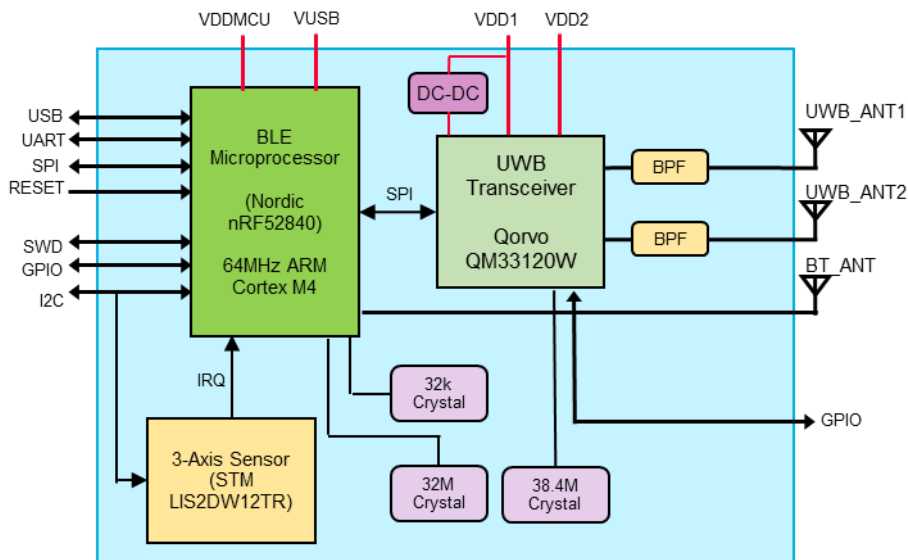 VDDMCU
VUSB
VDD1
VDD2
DC-DC
USB
UART
SPI
RESET
SWD
GPIO
I2C
BLE
Microprocessor
(Nordic
nRF52840)
64MHz ARM
Cortex M4
SPI
UWB
Transceiver
Qorvo
QM33120W
BPF
BPF
UWB_ANT1
UWB_ANT2
BT_ANT
IRQ
32k
Crystal
GPIO
3-Axis Sensor
(STM
LIS2DW12TR)
32M
Crystal
38.4M
Crystal